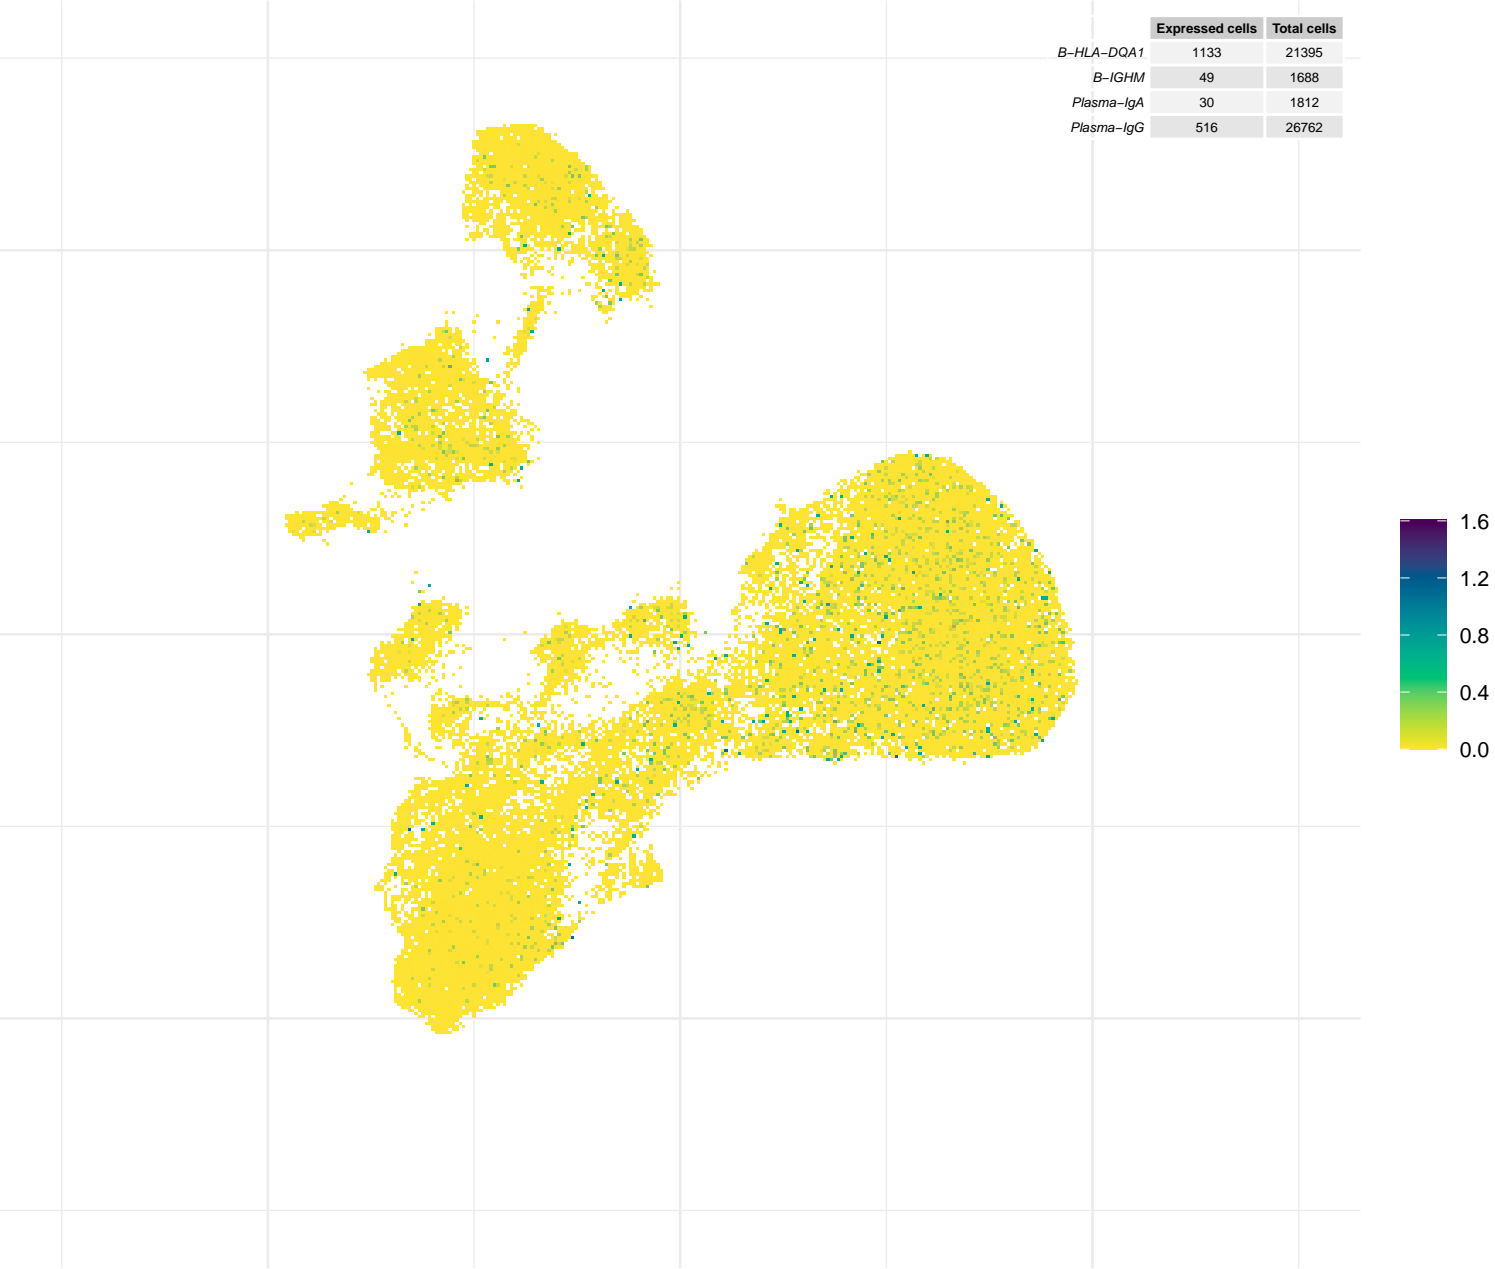 Expressed cells Total cells
B−HLA−DQA1 1133 21395
B−IGHM 49 1688
Plasma−IgA 30 1812
Plasma−IgG 516 26762
1.6
1.2
0.8
0.4
0.0